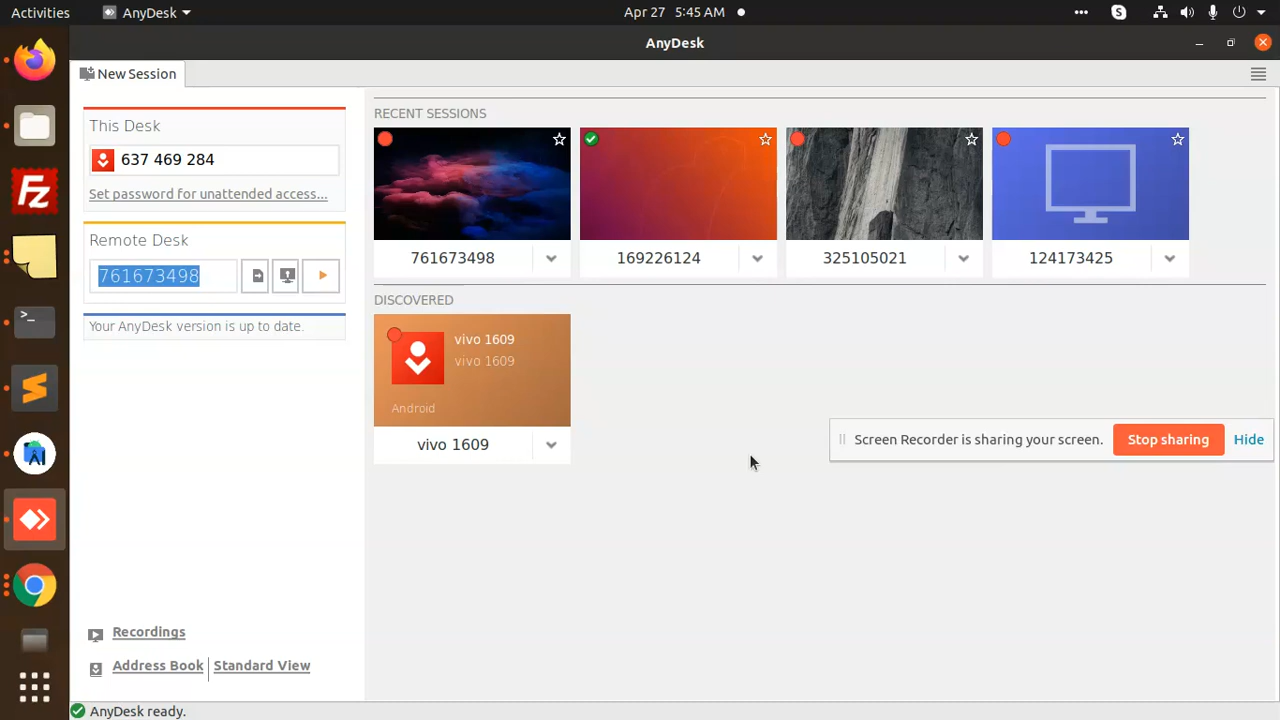 Activities
AnyDesk
Apr 27 5:45 AM
AnyDesk
New Session
This Desk
637 469 284
Set password for unattended access...
Remote Desk
761673498
Your AnyDesk version is up to date.
RECENT SESSIONS
761673498
169226124
325105021
124173425
DISCOVERED
vivo 1609
vivo 1609
Android
vivo 1609
Screen Recorder is sharing your screen.
Stop sharing
Hide
Recordings
Address Book
Standard View
AnyDesk ready.